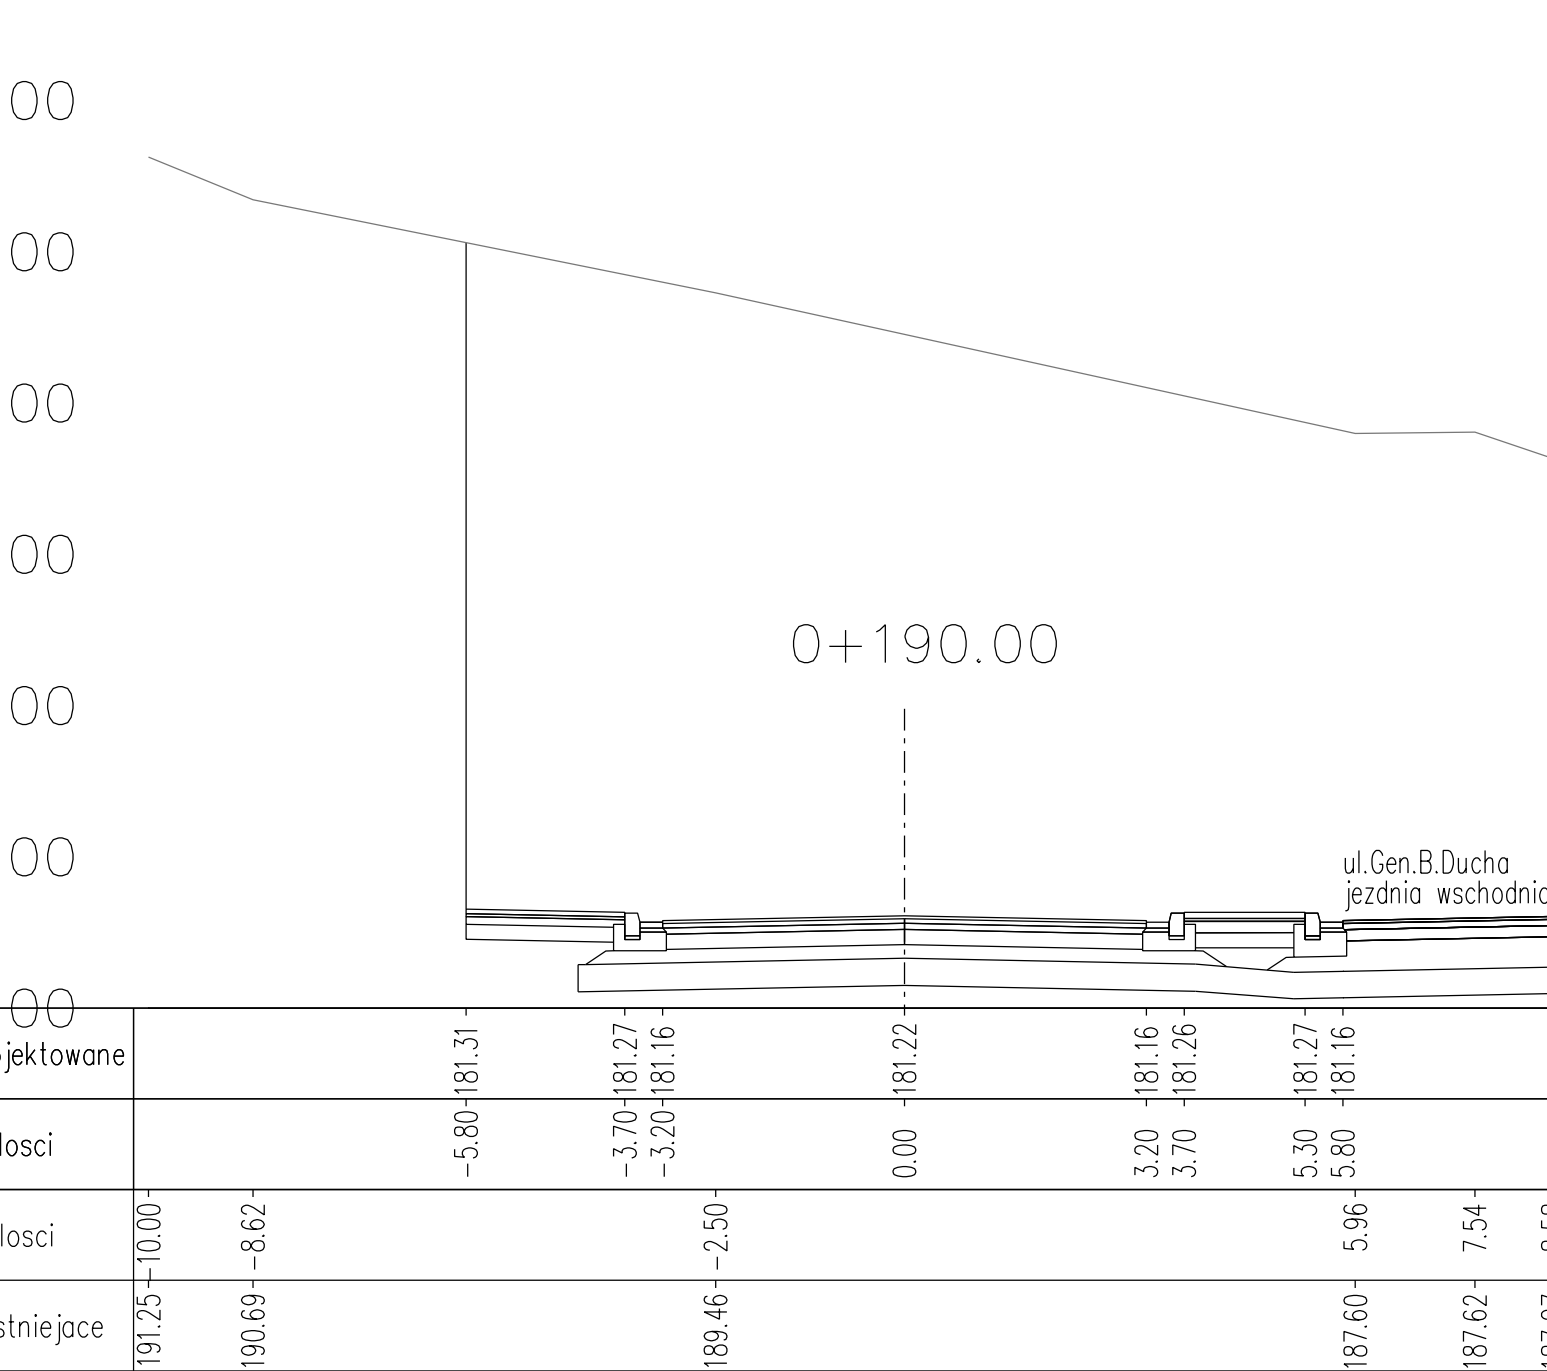 00
00
00
00
0+190.00
00
00
ul.Gen.B.Ducha
jezdnia wschodnia
00
jektowane 181.31 181.27 181.16 181.22 181.16 181.26 181.27 181.16
losci -5.80 -3.70 -3.20 0.00 3.20 3.70 5.30 5.80
losci -10.00 -8.62 -2.50 5.96 7.54
stniejace 191.25 190.69 189.46 187.60 187.62